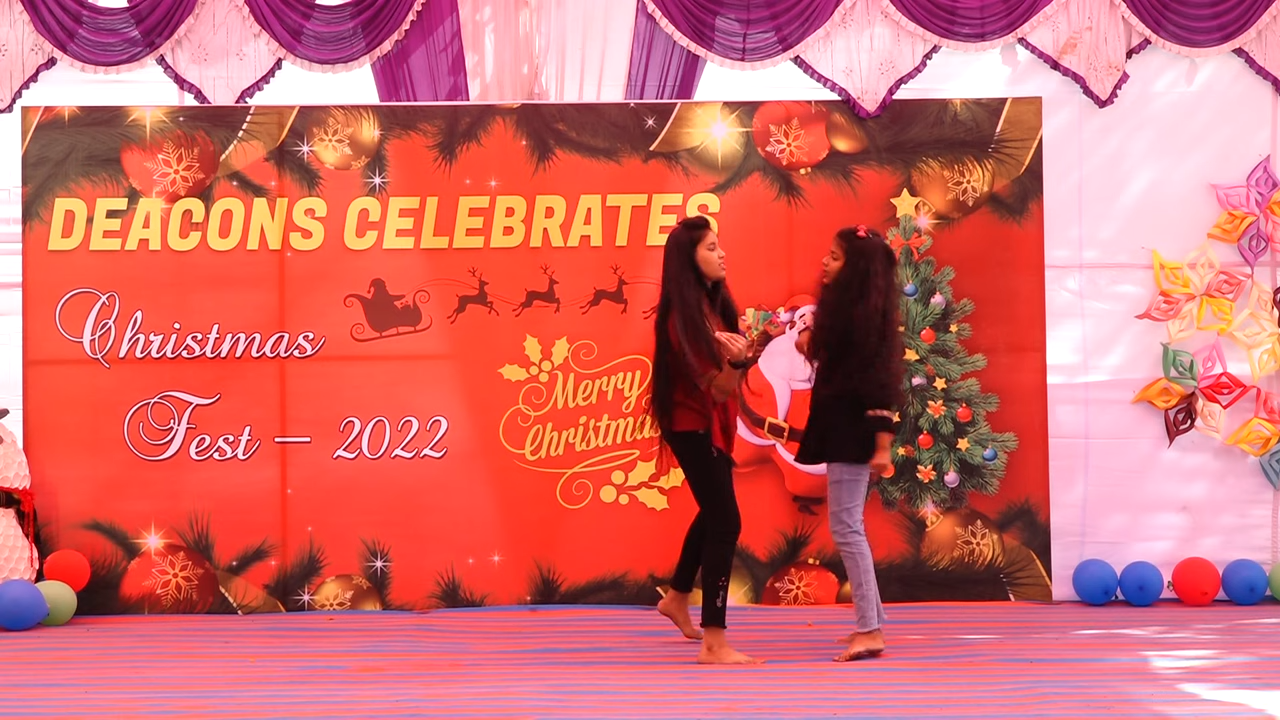 DEACONS CELEBRATES
Christmas
Fest – 2022
Merry
Christmas